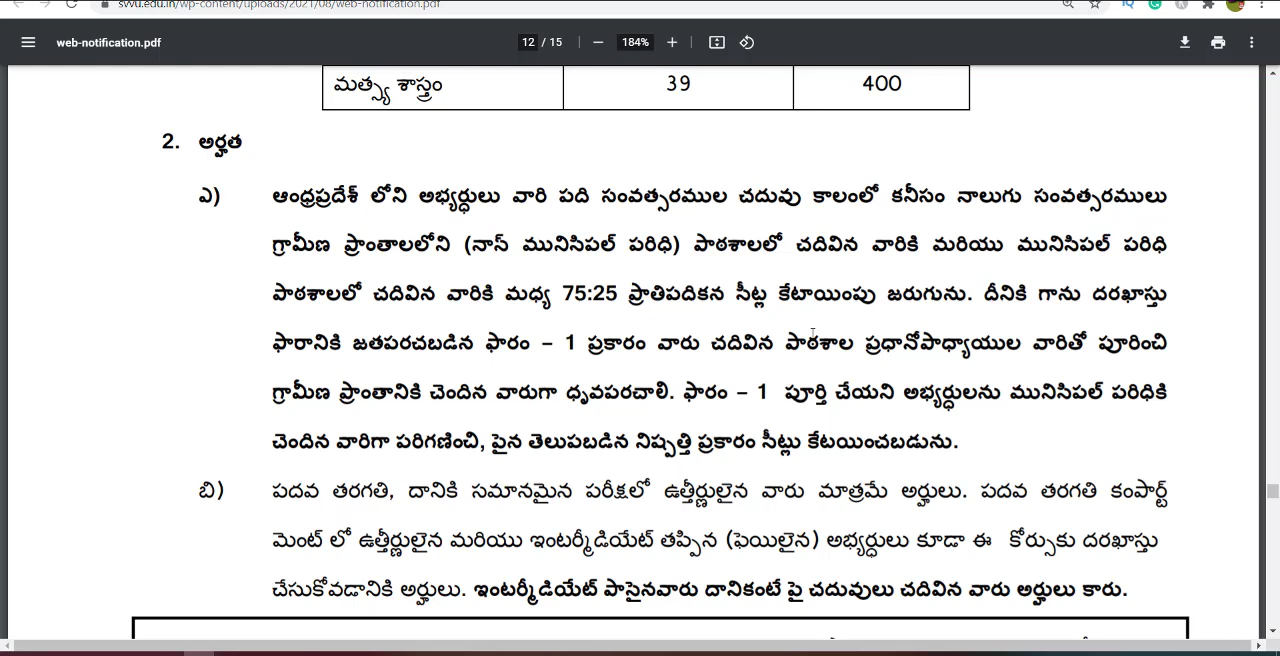 svvu.edu.in/wp-content/uploads/2021/08/web-notification.pdf
web-notification.pdf 12 / 15 184%
మత్స్య శాస్త్రం 39 400
2. అర్హత
ఎ) ఆంధ్రప్రదేశ్ లోని అభ్యర్ధులు వారి పది సంవత్సరముల చదువు కాలంలో కనీసం నాలుగు సంవత్సరములు
గ్రామీణ ప్రాంతాలలోని (నాన్ మునిసిపల్ పరిధి) పాఠశాలలో చదివిన వారికి మరియు మునిసిపల్ పరిధి
పాఠశాలలో చదివిన వారికి మధ్య 75:25 ప్రాతిపదికన సీట్ల కేటాయింపు జరుగును. దీనికి గాను దరఖాస్తు
ఫారానికి జతపరచబడిన ఫారం – 1 ప్రకారం వారు చదివిన పాఠశాల ప్రధానోపాధ్యాయుల వారితో పూరించి
గ్రామీణ ప్రాంతానికి చెందిన వారుగా ధృవపరచాలి. ఫారం – 1 పూర్తి చేయని అభ్యర్ధులను మునిసిపల్ పరిధికి
చెందిన వారిగా పరిగణించి, పైన తెలుపబడిన నిష్పత్తి ప్రకారం సీట్లు కేటయించబడును.
బి) పదవ తరగతి, దానికి సమానమైన పరీక్షలో ఉత్తీర్ణులైన వారు మాత్రమే అర్హులు. పదవ తరగతి కంపార్ట్
మెంట్ లో ఉత్తీర్ణులైన మరియు ఇంటర్మీడియేట్ తప్పిన (ఫెయిలైన) అభ్యర్ధులు కూడా ఈ కోర్సుకు దరఖాస్తు
చేసుకోవడానికి అర్హులు. ఇంటర్మీడియేట్ పాసైనవారు దానికంటే పై చదువులు చదివిన వారు అర్హులు కారు.